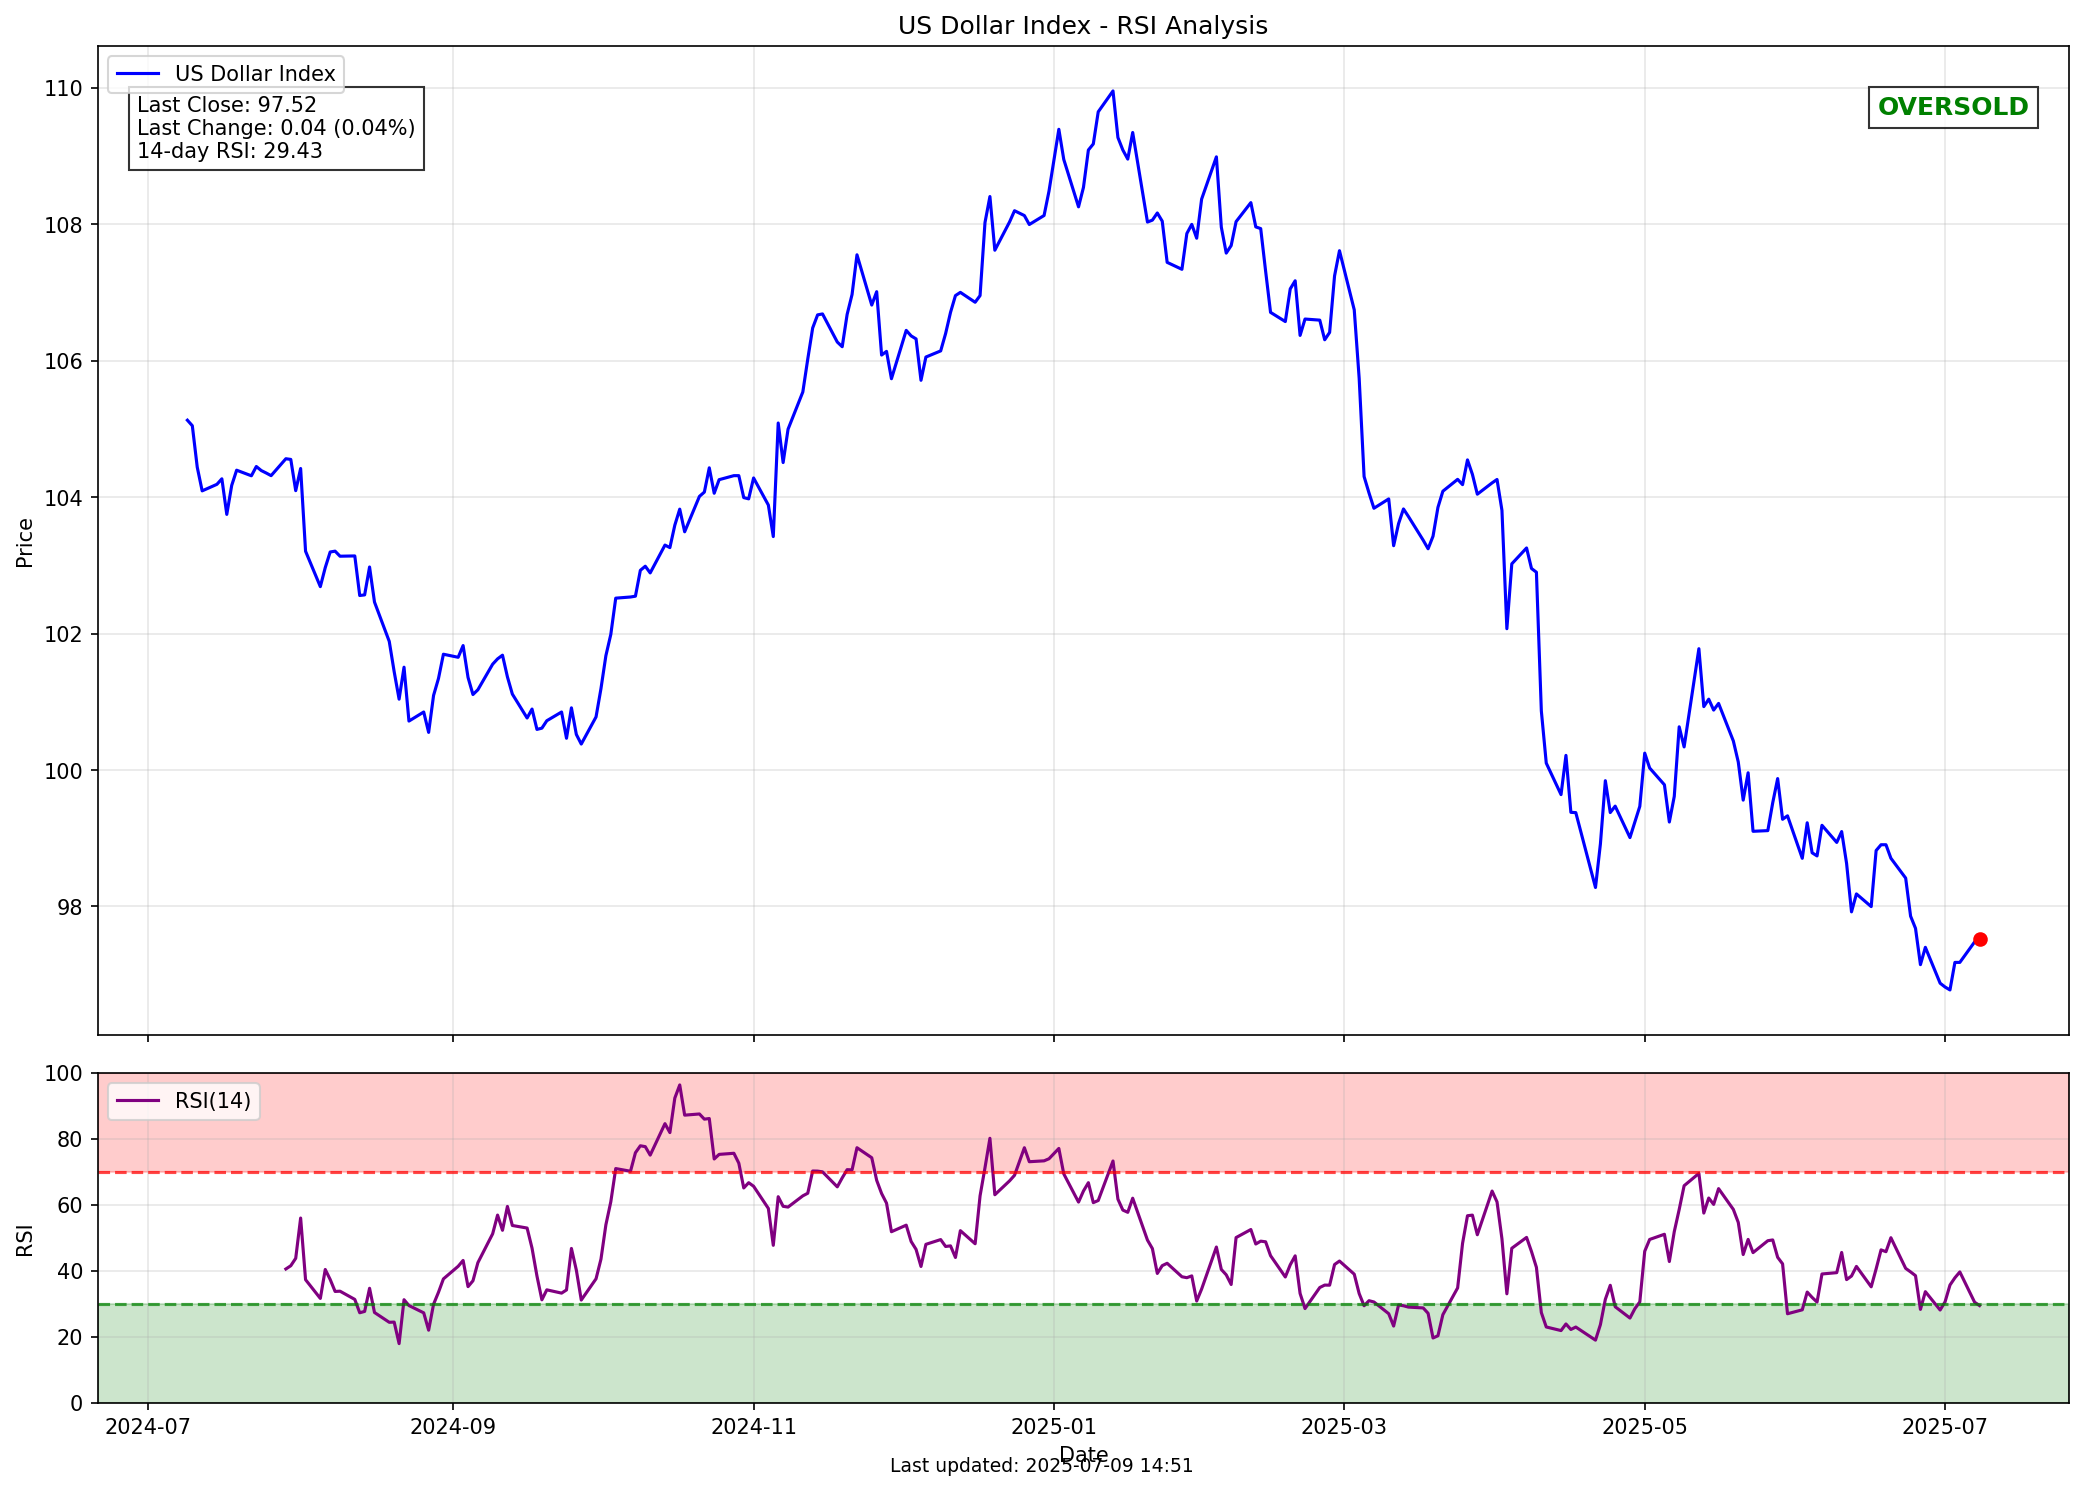 US Dollar Index - RSI Analysis
US Dollar Index
Last Close: 97.52
Last Change: 0.04 (0.04%)
14-day RSI: 29.43
OVERSOLD
Price
110
108
106
104
102
100
98
RSI
RSI(14)
100
80
60
40
20
0
2024-07 2024-09 2024-11 2025-01 2025-03 2025-05 2025-07
Date
Last updated: 2025-07-09 14:51